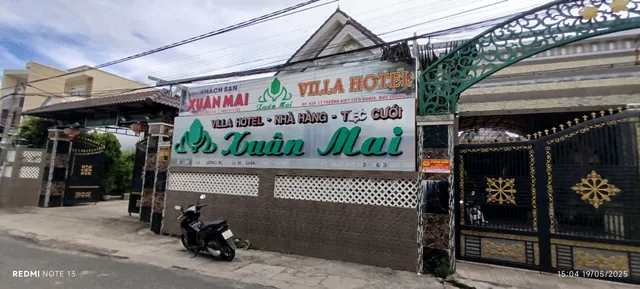 KHÁCH SẠN
XUÂN MAI
Xuân Mai
VILLA HOTEL
VILLA HOTEL - NHÀ HÀNG - TIỆC CƯỚI
Xuân Mai
REDMI NOTE 13
15:04 19/05/2025